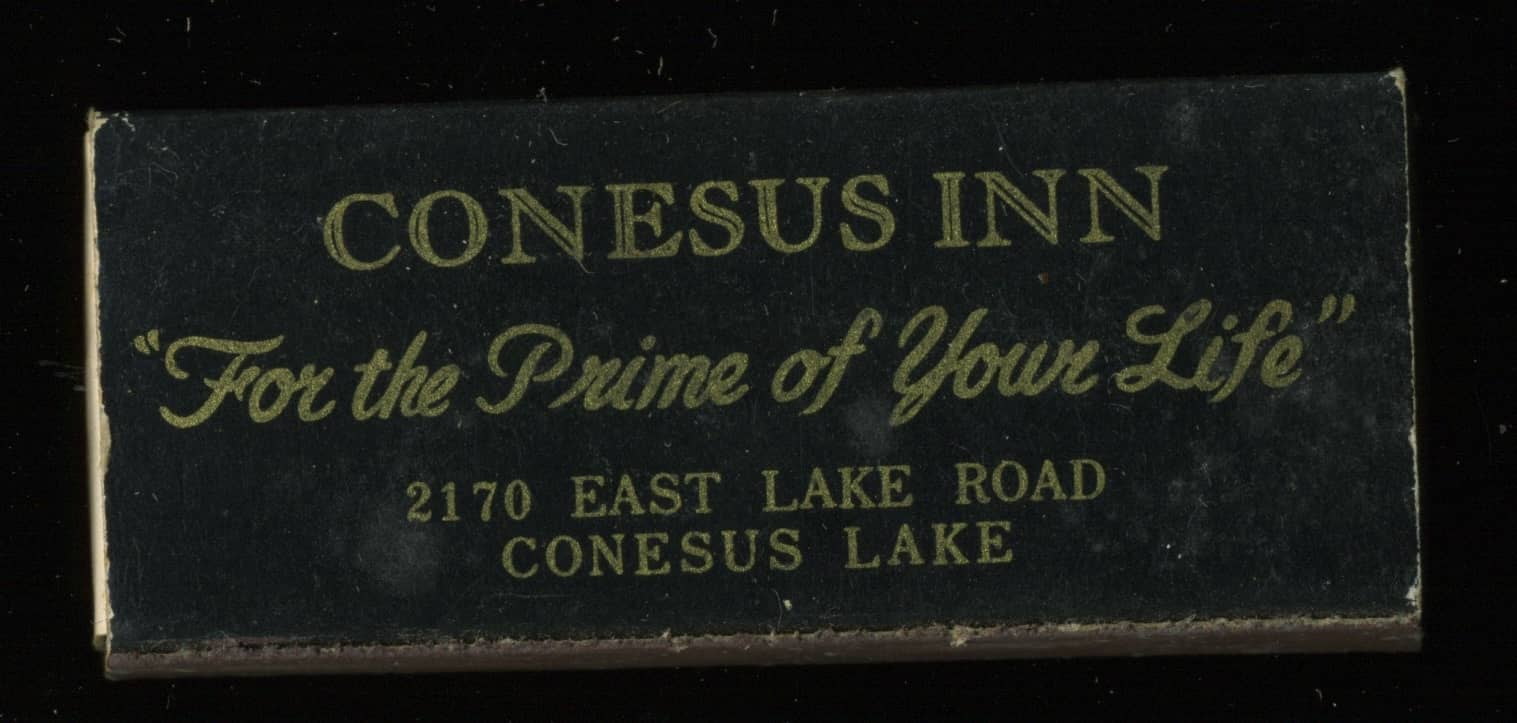 CONESUS INN
"For the Prime of Your Life"
2170 EAST LAKE ROAD
CONESUS LAKE